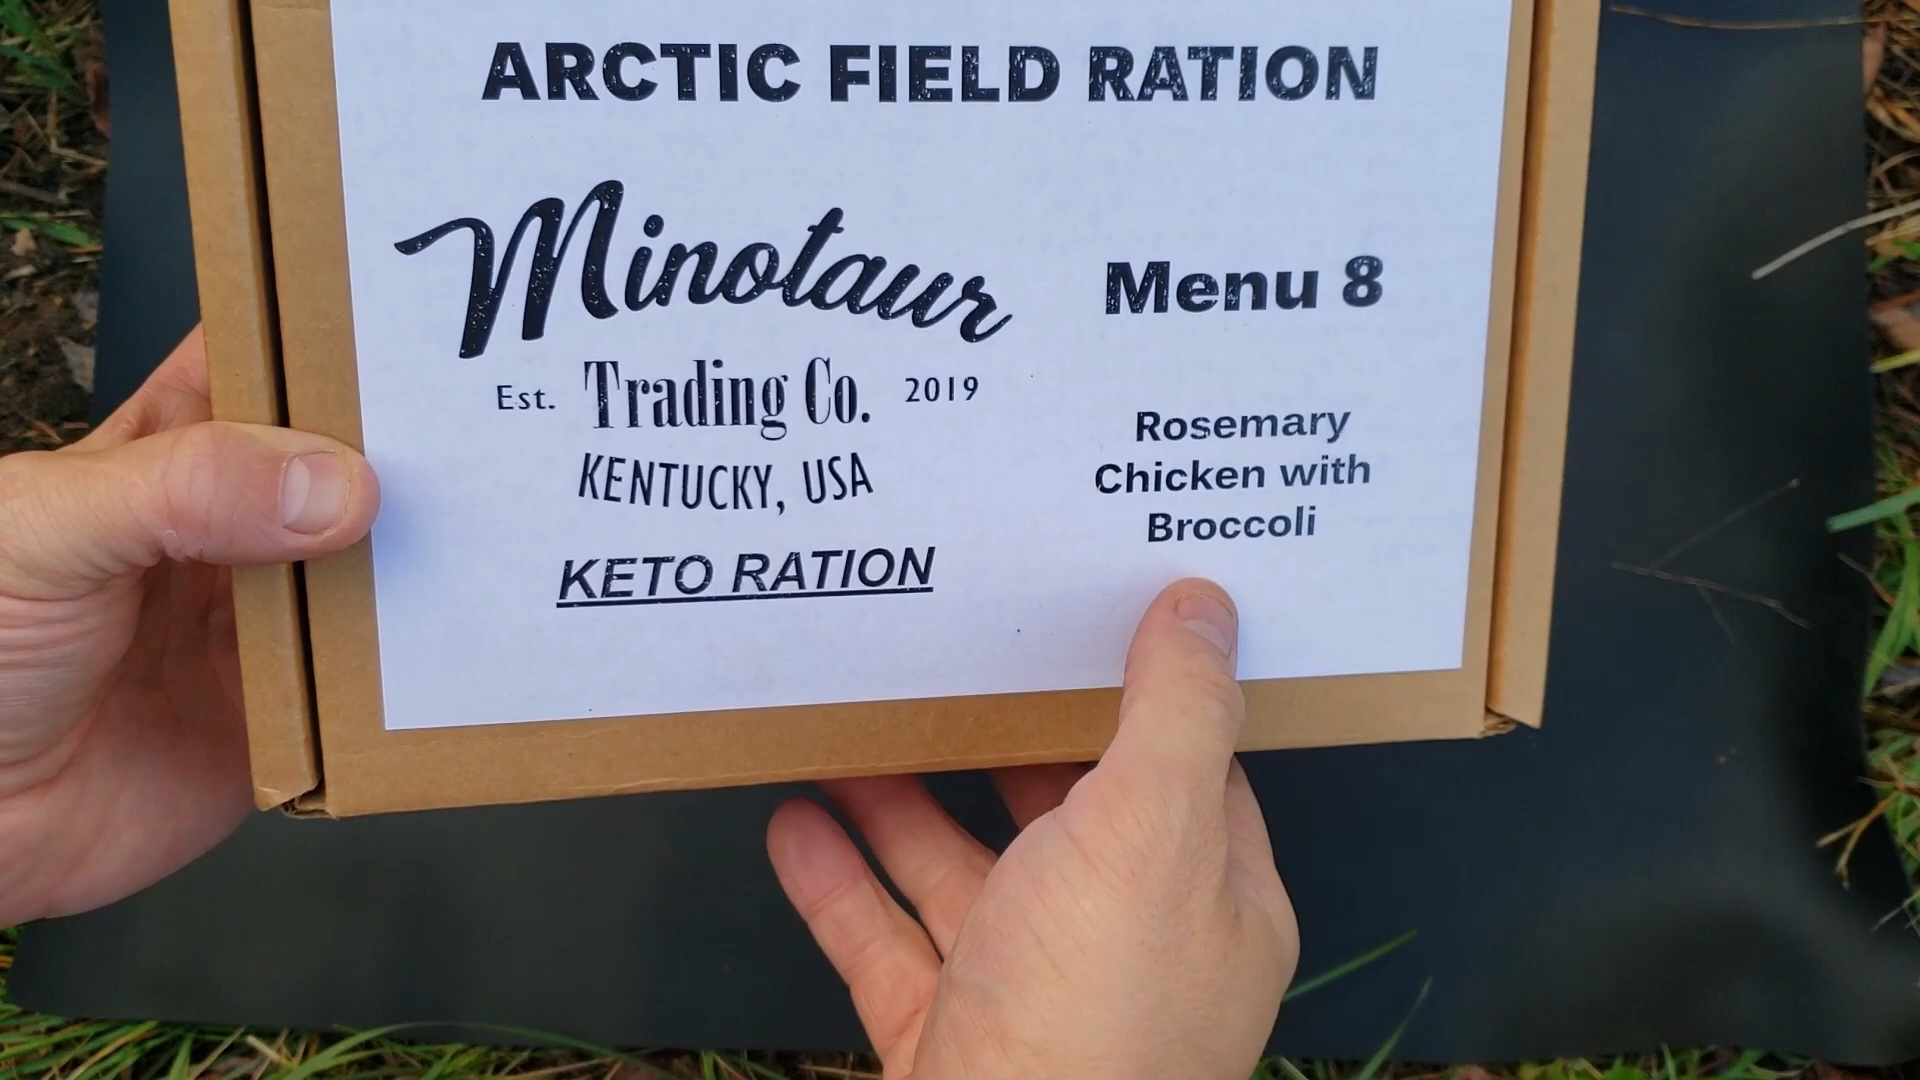 ARCTIC FIELD RATION
Minotaur
Est. Trading Co. 2019
KENTUCKY, USA
KETO RATION
Menu 8
Rosemary
Chicken with
Broccoli